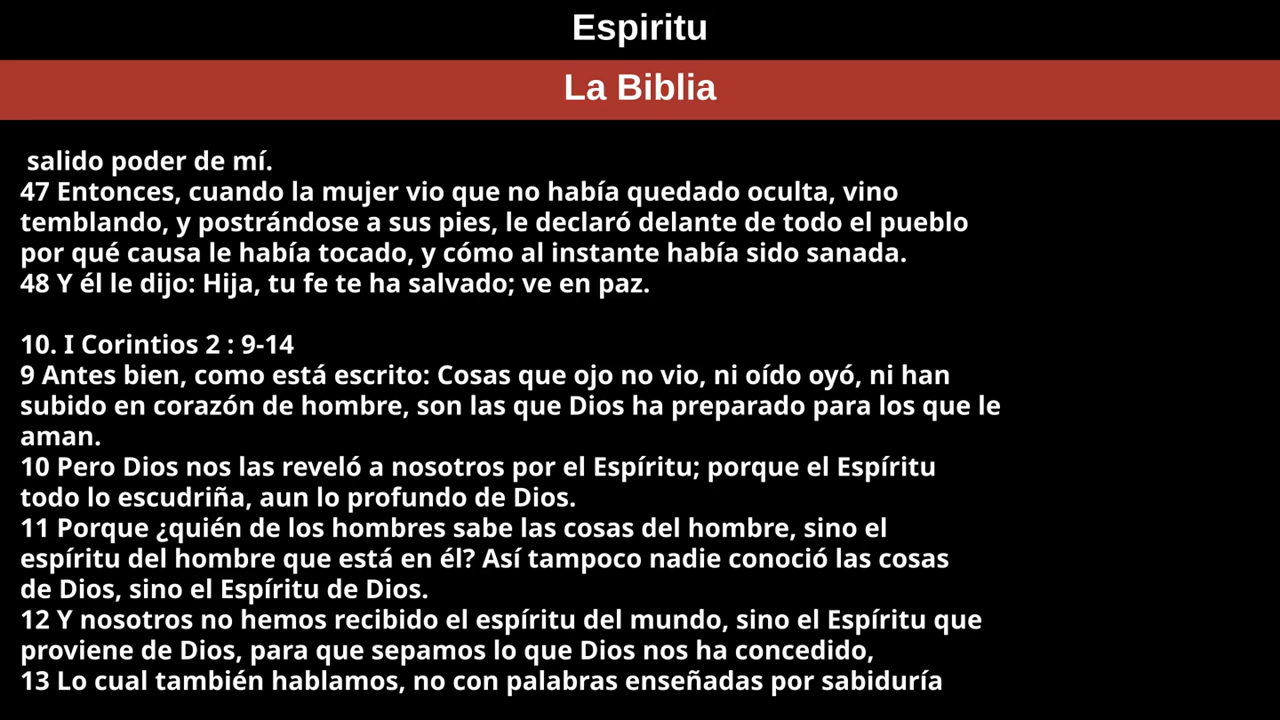 Espiritu
La Biblia
salido poder de mí.
47 Entonces, cuando la mujer vio que no había quedado oculta, vino
temblando, y postrándose a sus pies, le declaró delante de todo el pueblo
por qué causa le había tocado, y cómo al instante había sido sanada.
48 Y él le dijo: Hija, tu fe te ha salvado; ve en paz.
10. I Corintios 2 : 9-14
9 Antes bien, como está escrito: Cosas que ojo no vio, ni oído oyó, ni han
subido en corazón de hombre, son las que Dios ha preparado para los que le
aman.
10 Pero Dios nos las reveló a nosotros por el Espíritu; porque el Espíritu
todo lo escudriña, aun lo profundo de Dios.
11 Porque ¿quién de los hombres sabe las cosas del hombre, sino el
espíritu del hombre que está en él? Así tampoco nadie conoció las cosas
de Dios, sino el Espíritu de Dios.
12 Y nosotros no hemos recibido el espíritu del mundo, sino el Espíritu que
proviene de Dios, para que sepamos lo que Dios nos ha concedido,
13 Lo cual también hablamos, no con palabras enseñadas por sabiduría